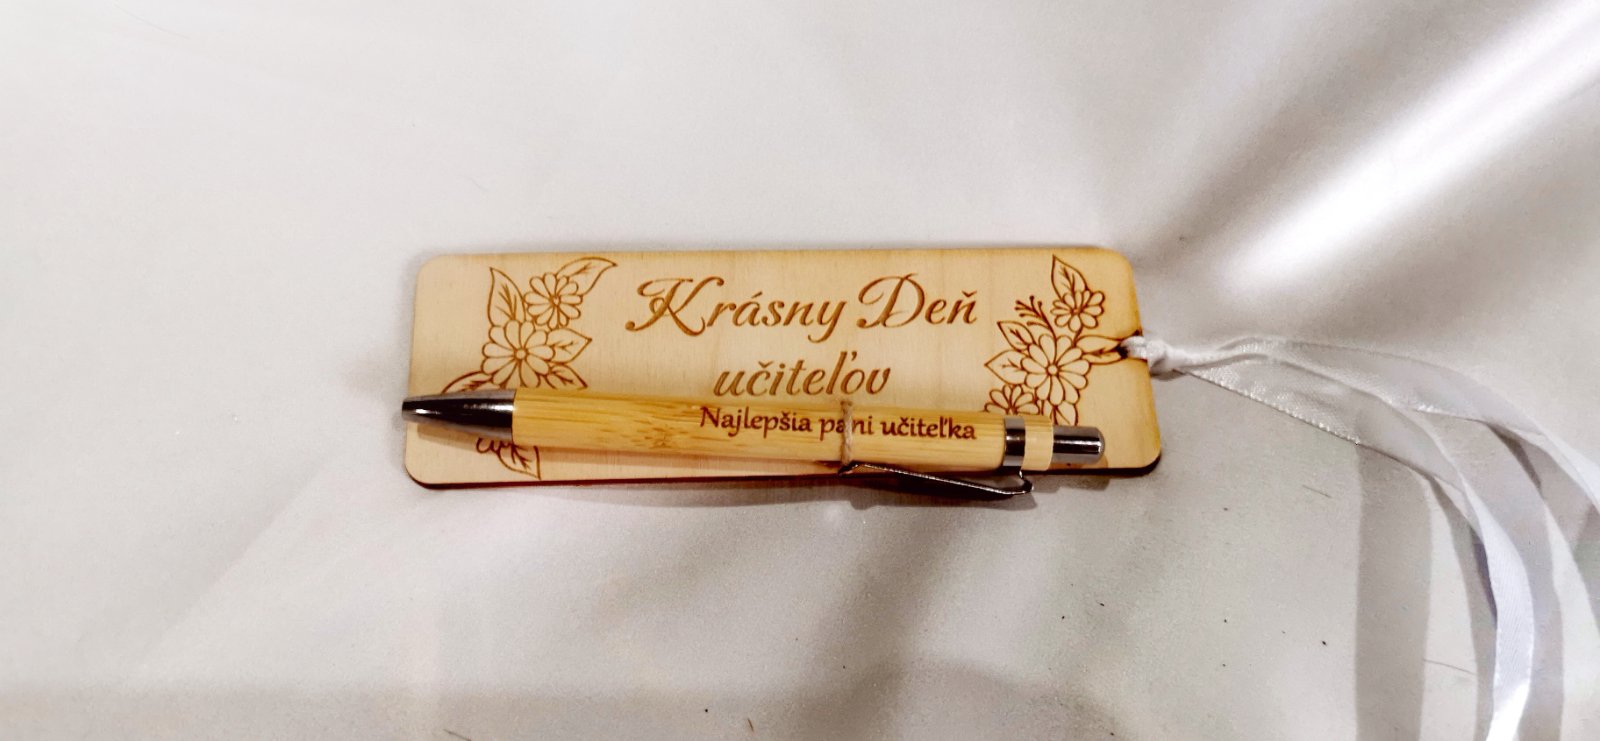 Krásny Deň
učiteľov
Najlepšia pani učiteľka